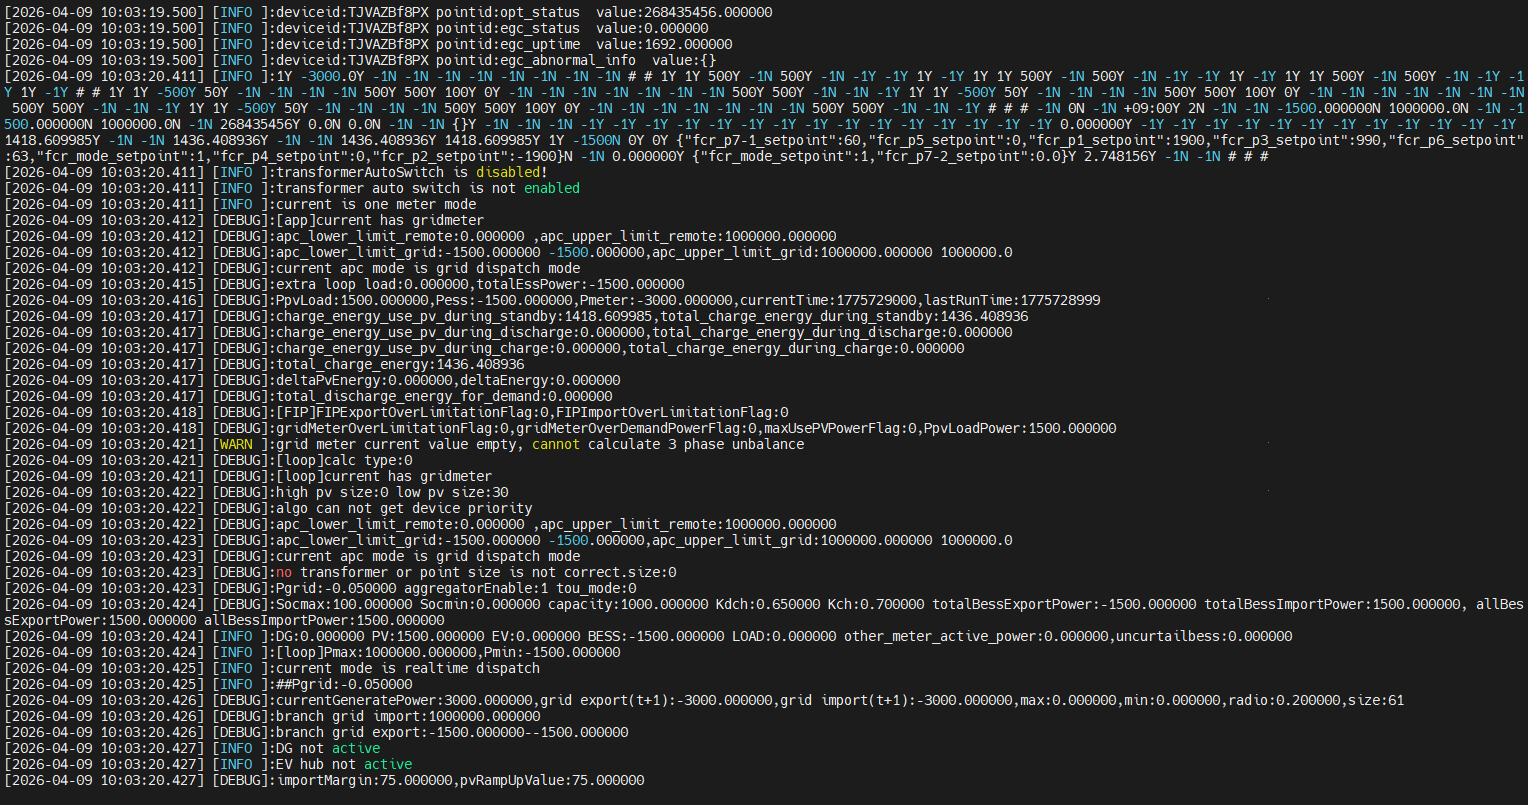 [2026-04-09 10:03:19.500] [INFO ]:deviceid:TJVAZBf8PX pointid:opt_status  value:268435456.000000
[2026-04-09 10:03:19.500] [INFO ]:deviceid:TJVAZBf8PX pointid:egc_status  value:0.000000
[2026-04-09 10:03:19.500] [INFO ]:deviceid:TJVAZBf8PX pointid:egc_uptime  value:1692.000000
[2026-04-09 10:03:19.500] [INFO ]:deviceid:TJVAZBf8PX pointid:egc_abnormal_info  value:{}
[2026-04-09 10:03:20.411] [INFO ]:1Y -3000.0Y -1N -1N -1N -1N -1N -1N -1N -1N # # 1Y 1Y 500Y -1N 500Y -1N -1Y -1Y 1Y -1Y 1Y 1Y 500Y -1N 500Y -1N -1Y -1Y 1Y -1Y 1Y 1Y 500Y -1N 500Y -1N -1Y -1
Y 1Y -1Y # # 1Y 1Y -500Y 50Y -1N -1N -1N -1N 500Y 500Y 100Y 0Y -1N -1N -1N -1N -1N -1N 500Y 500Y -1N -1N -1Y 1Y 1Y -500Y 50Y -1N -1N -1N -1N 500Y 500Y 100Y 0Y -1N -1N -1N -1N -1N -1N
 500Y 500Y -1N -1N -1Y 1Y 1Y -500Y 50Y -1N -1N -1N -1N 500Y 500Y 100Y 0Y -1N -1N -1N -1N -1N -1N 500Y 500Y -1N -1N -1Y # # # -1N 0N -1N +09:00Y 2N -1N -1N -1500.000000N 1000000.0N -1N -1
500.000000N 1000000.0N -1N 268435456Y 0.0N 0.0N -1N -1N {}Y -1N -1N -1N -1Y -1Y -1Y -1Y -1Y -1Y -1Y -1Y -1Y -1Y -1Y -1Y -1Y -1Y 0.000000Y -1Y -1Y -1Y -1Y -1Y -1Y -1Y -1Y -1Y -1Y -1Y -1Y
1418.609985Y -1N -1N 1436.408936Y -1N -1N 1436.408936Y 1418.609985Y 1Y -1500N 0Y 0Y {"fcr_p7-1_setpoint":60,"fcr_p5_setpoint":0,"fcr_p1_setpoint":1900,"fcr_p3_setpoint":990,"fcr_p6_setpoint"
:63,"fcr_mode_setpoint":1,"fcr_p4_setpoint":0,"fcr_p2_setpoint":-1900}N -1N 0.000000Y {"fcr_mode_setpoint":1,"fcr_p7-2_setpoint":0.0}Y 2.748156Y -1N -1N # # #
[2026-04-09 10:03:20.411] [INFO ]:transformerAutoSwitch is disabled!
[2026-04-09 10:03:20.411] [INFO ]:transformer auto switch is not enabled
[2026-04-09 10:03:20.411] [INFO ]:current is one meter mode
[2026-04-09 10:03:20.412] [DEBUG]:[app]current has gridmeter
[2026-04-09 10:03:20.412] [DEBUG]:apc_lower_limit_remote:0.000000 ,apc_upper_limit_remote:1000000.000000
[2026-04-09 10:03:20.412] [DEBUG]:apc_lower_limit_grid:-1500.000000 -1500.000000,apc_upper_limit_grid:1000000.000000 1000000.0
[2026-04-09 10:03:20.412] [DEBUG]:current apc mode is grid dispatch mode
[2026-04-09 10:03:20.415] [DEBUG]:extra loop load:0.000000,totalEssPower:-1500.000000
[2026-04-09 10:03:20.416] [DEBUG]:PpvLoad:1500.000000,Pess:-1500.000000,Pmeter:-3000.000000,currentTime:1775729000,lastRunTime:1775728999
[2026-04-09 10:03:20.417] [DEBUG]:charge_energy_use_pv_during_standby:1418.609985,total_charge_energy_during_standby:1436.408936
[2026-04-09 10:03:20.417] [DEBUG]:charge_energy_use_pv_during_discharge:0.000000,total_charge_energy_during_discharge:0.000000
[2026-04-09 10:03:20.417] [DEBUG]:charge_energy_use_pv_during_charge:0.000000,total_charge_energy_during_charge:0.000000
[2026-04-09 10:03:20.417] [DEBUG]:total_charge_energy:1436.408936
[2026-04-09 10:03:20.417] [DEBUG]:deltaPvEnergy:0.000000,deltaEnergy:0.000000
[2026-04-09 10:03:20.417] [DEBUG]:total_discharge_energy_for_demand:0.000000
[2026-04-09 10:03:20.418] [DEBUG]:[FIP]FIPExportOverLimitationFlag:0,FIPImportOverLimitationFlag:0
[2026-04-09 10:03:20.418] [DEBUG]:gridMeterOverLimitationFlag:0,gridMeterOverDemandPowerFlag:0,maxUsePVPowerFlag:0,PpvLoadPower:1500.000000
[2026-04-09 10:03:20.421] [WARN ]:grid meter current value empty, cannot calculate 3 phase unbalance
[2026-04-09 10:03:20.421] [DEBUG]:[loop]calc type:0
[2026-04-09 10:03:20.421] [DEBUG]:[loop]current has gridmeter
[2026-04-09 10:03:20.422] [DEBUG]:high pv size:0 low pv size:30
[2026-04-09 10:03:20.422] [DEBUG]:algo can not get device priority
[2026-04-09 10:03:20.422] [DEBUG]:apc_lower_limit_remote:0.000000 ,apc_upper_limit_remote:1000000.000000
[2026-04-09 10:03:20.423] [DEBUG]:apc_lower_limit_grid:-1500.000000 -1500.000000,apc_upper_limit_grid:1000000.000000 1000000.0
[2026-04-09 10:03:20.423] [DEBUG]:current apc mode is grid dispatch mode
[2026-04-09 10:03:20.423] [DEBUG]:no transformer or point size is not correct.size:0
[2026-04-09 10:03:20.423] [DEBUG]:Pgrid:-0.050000 aggregatorEnable:1 tou_mode:0
[2026-04-09 10:03:20.424] [DEBUG]:Socmax:100.000000 Socmin:0.000000 capacity:1000.000000 Kdch:0.650000 Kch:0.700000 totalBessExportPower:-1500.000000 totalBessImportPower:1500.000000, allBes
sExportPower:1500.000000 allBessImportPower:1500.000000
[2026-04-09 10:03:20.424] [INFO ]:DG:0.000000 PV:1500.000000 EV:0.000000 BESS:-1500.000000 LOAD:0.000000 other_meter_active_power:0.000000,uncurtailbess:0.000000
[2026-04-09 10:03:20.424] [INFO ]:[loop]Pmax:1000000.000000,Pmin:-1500.000000
[2026-04-09 10:03:20.425] [INFO ]:current mode is realtime dispatch
[2026-04-09 10:03:20.425] [INFO ]:##Pgrid:-0.050000
[2026-04-09 10:03:20.426] [DEBUG]:currentGeneratePower:3000.000000,grid export(t+1):-3000.000000,grid import(t+1):-3000.000000,max:0.000000,min:0.000000,radio:0.200000,size:61
[2026-04-09 10:03:20.426] [DEBUG]:branch grid import:1000000.000000
[2026-04-09 10:03:20.426] [DEBUG]:branch grid export:-1500.000000--1500.000000
[2026-04-09 10:03:20.427] [INFO ]:DG not active
[2026-04-09 10:03:20.427] [INFO ]:EV hub not active
[2026-04-09 10:03:20.427] [DEBUG]:importMargin:75.000000,pvRampUpValue:75.000000